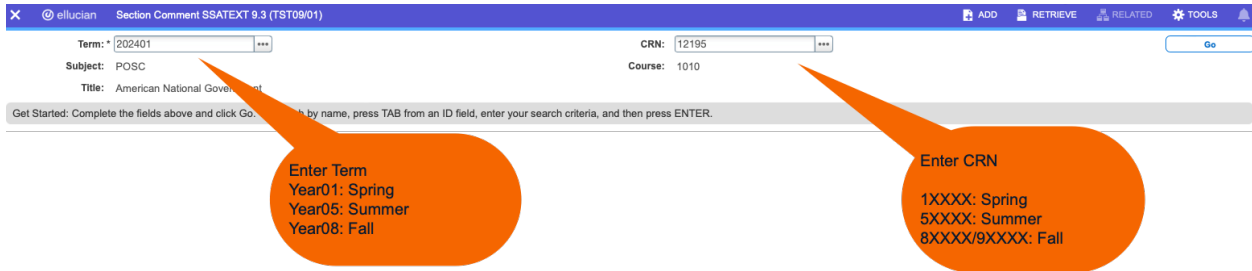 ellucian Section Comment SSATEXT 9.3 (TST09/01) ADD RETRIEVE RELATED TOOLS
Term: * 202401 ... CRN: 12195 ... Go
Subject: POSC Course: 1010
Title: American National
Get Started: Complete the fields above and click Go. by name, press TAB from an ID field, enter your search criteria, and then press ENTER.
Enter Term
Year01: Spring
Year05: Summer
Year08: Fall
Enter CRN
1XXXX: Spring
5XXXX: Summer
8XXXX/9XXXX: Fall